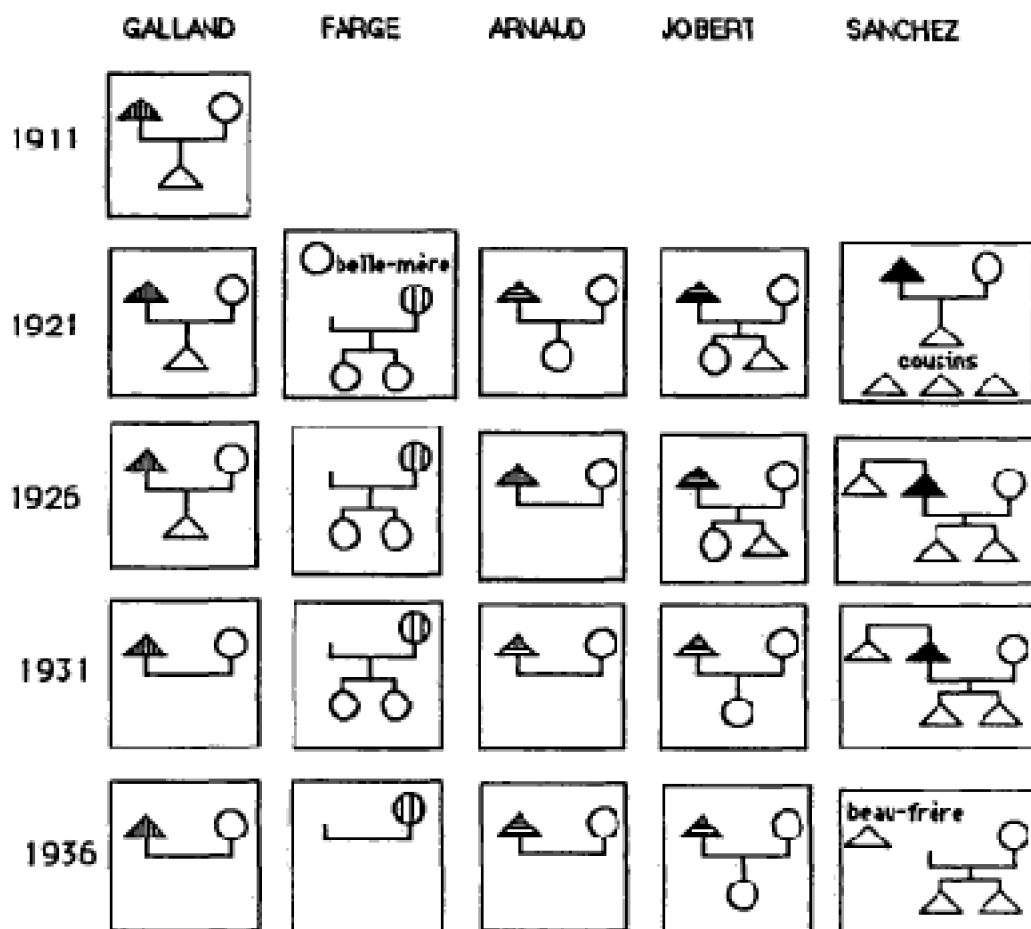 GALLAND FARGE ARNAUD JOBERT SANCHEZ
1911
1921
belle-mère
cousins
1926
1931
1936
beau-frère